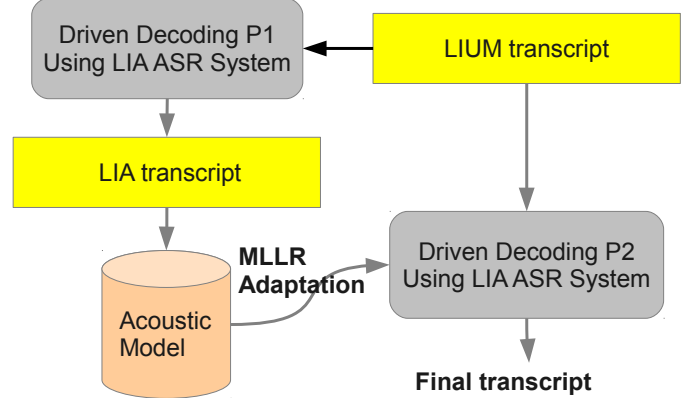 Driven Decoding P1
Using LIA ASR System
LIUM transcript
LIA transcript
MLLR
Adaptation
Acoustic
Model
Driven Decoding P2
Using LIA ASR System
Final transcript